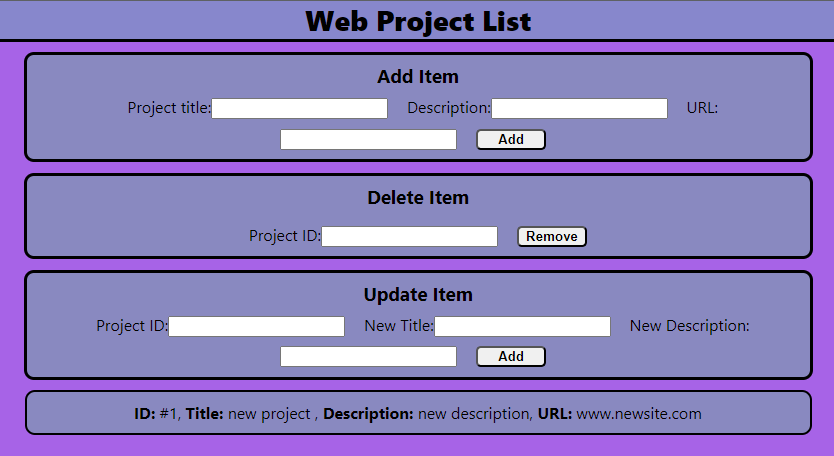 Web Project List
Add Item
Project title: Description: URL:
Add
Delete Item
Project ID: Remove
Update Item
Project ID: New Title: New Description:
Add
ID: #1, Title: new project , Description: new description, URL: www.newsite.com